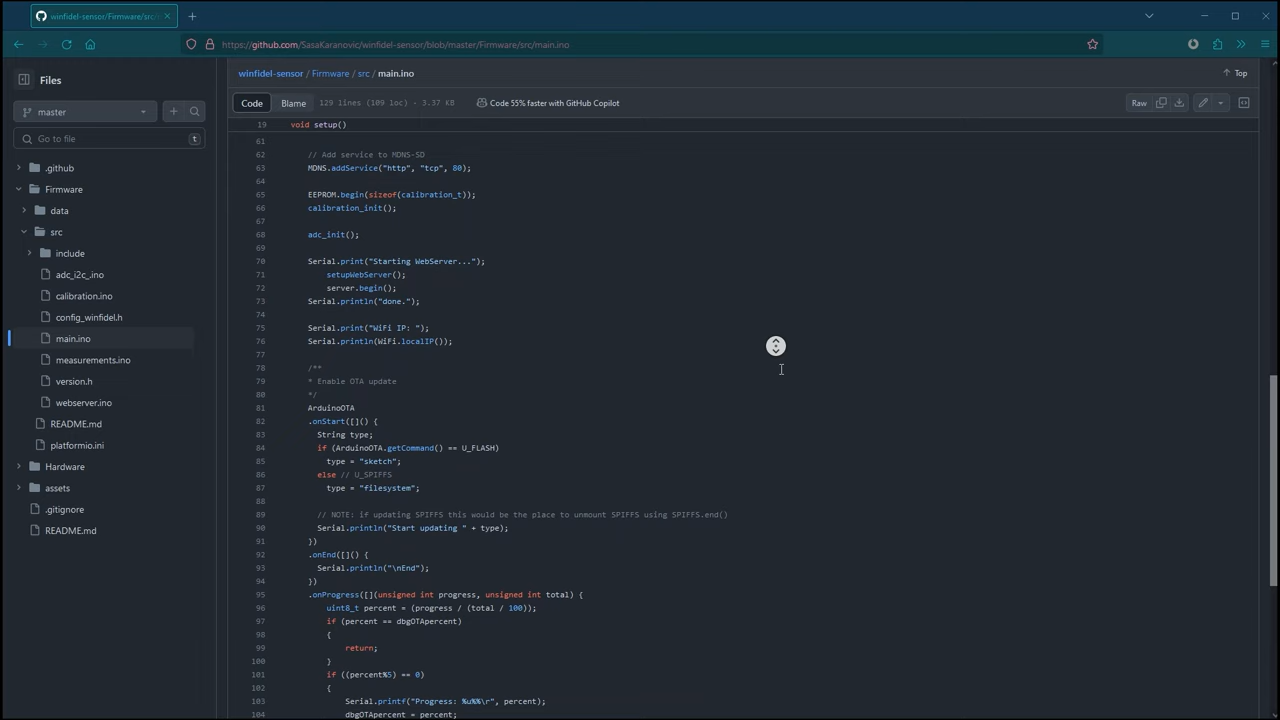 winfidel-sensor/Firmware/src/
https://github.com/SasaKaranovic/winfidel-sensor/blob/master/Firmware/src/main.ino
Files
winfidel-sensor / Firmware / src / main.ino
Top
Code
Blame
129 lines (109 loc) · 3.37 KB
Code 55% faster with GitHub Copilot
Raw
master
Go to file
t
.github
Firmware
data
src
include
adc_i2c_.ino
calibration.ino
config_winfidel.h
main.ino
measurements.ino
version.h
webserver.ino
README.md
platformio.ini
Hardware
assets
.gitignore
README.md
19 void setup()
61
62 // Add service to MDNS-SD
63 MDNS.addService("http", "tcp", 80);
64
65 EEPROM.begin(sizeof(calibration_t));
66 calibration_init();
67
68 adc_init();
69
70 Serial.print("Starting WebServer...");
71 setupWebServer();
72 server.begin();
73 Serial.println("done.");
74
75 Serial.print("WiFi IP: ");
76 Serial.println(WiFi.localIP());
77
78 /**
79 * Enable OTA update
80 */
81 ArduinoOTA
82 .onStart([]() {
83 String type;
84 if (ArduinoOTA.getCommand() == U_FLASH)
85 type = "sketch";
86 else // U_SPIFFS
87 type = "filesystem";
88
89 // NOTE: if updating SPIFFS this would be the place to unmount SPIFFS using SPIFFS.end()
90 Serial.println("Start updating " + type);
91 })
92 .onEnd([]() {
93 Serial.println("\nEnd");
94 })
95 .onProgress([](unsigned int progress, unsigned int total) {
96 uint8_t percent = (progress / (total / 100));
97 if (percent == dbgOTApercent)
98 {
99 return;
100 }
101 if ((percent%5) == 0)
102 {
103 Serial.printf("Progress: %u%%\r", percent);
104 dbgOTApercent = percent;